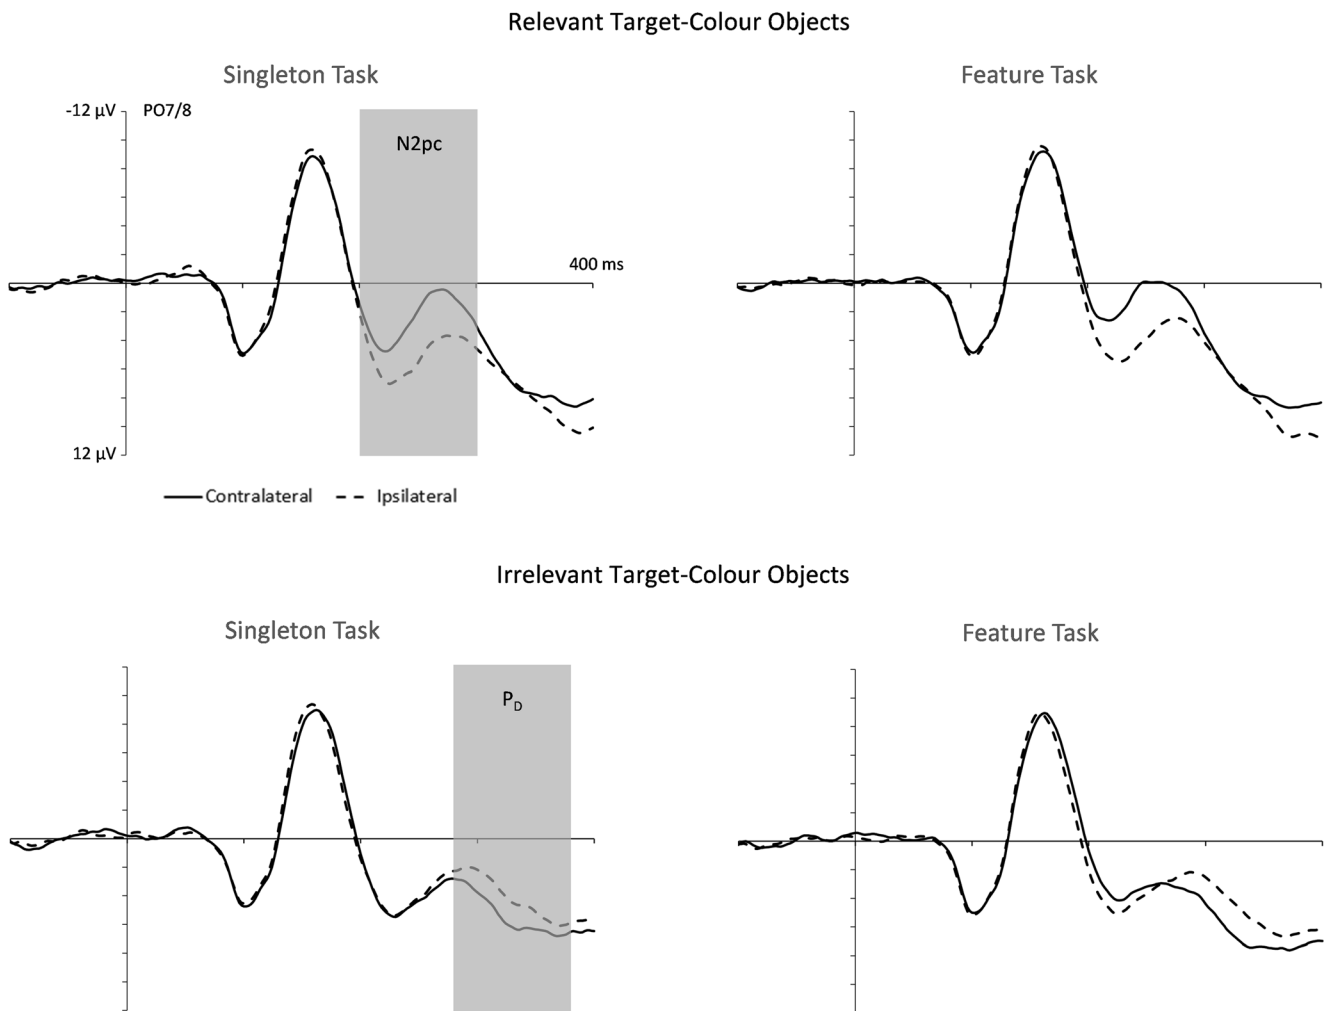 Relevant Target-Colour Objects
Singleton Task
Feature Task
-12 µV
PO7/8
N2pc
400 ms
12 µV
Contralateral
Ipsilateral
Irrelevant Target-Colour Objects
Singleton Task
Feature Task
PD